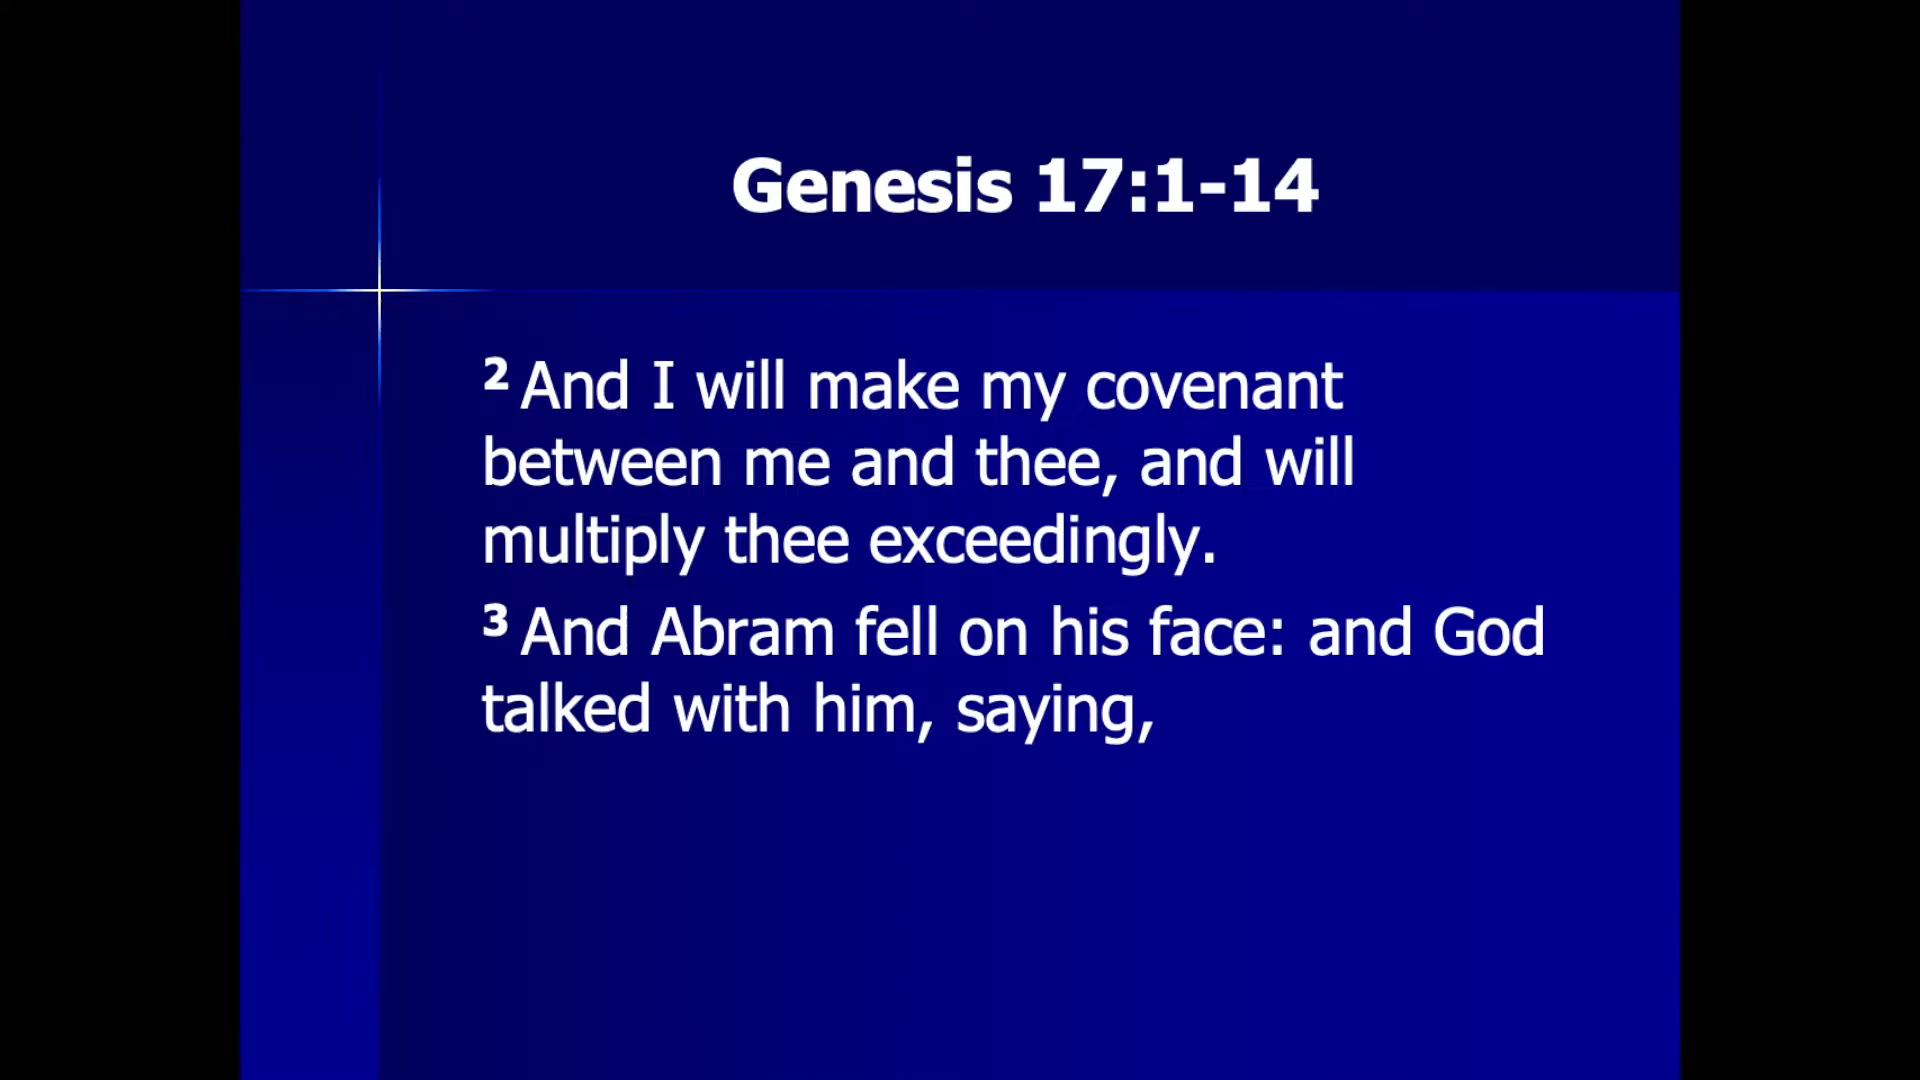 Genesis 17:1-14
2 And I will make my covenant
between me and thee, and will
multiply thee exceedingly.
3 And Abram fell on his face: and God
talked with him, saying,